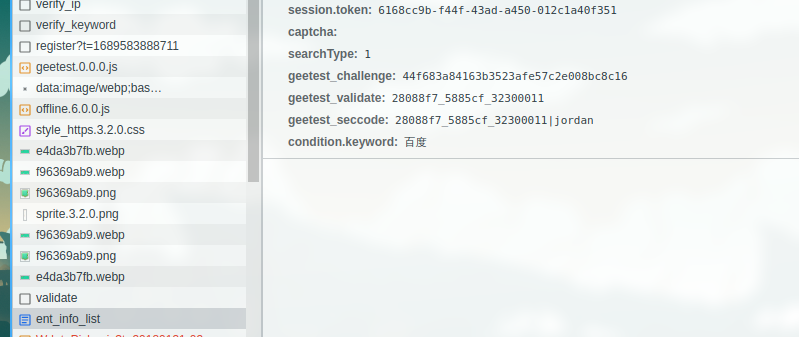 verify_ip
verify_keyword
register?t=1689583888711
geetest.0.0.0.js
data:image/webp;bas…
offline.6.0.0.js
style_https.3.2.0.css
e4da3b7fb.webp
f96369ab9.webp
f96369ab9.png
sprite.3.2.0.png
f96369ab9.webp
f96369ab9.png
e4da3b7fb.webp
validate
ent_info_list
session.token: 6168cc9b-f44f-43ad-a450-012c1a40f351
captcha:
searchType: 1
geetest_challenge: 44f683a84163b3523afe57c2e008bc8c16
geetest_validate: 28088f7_5885cf_32300011
geetest_seccode: 28088f7_5885cf_32300011|jordan
condition.keyword: 百度